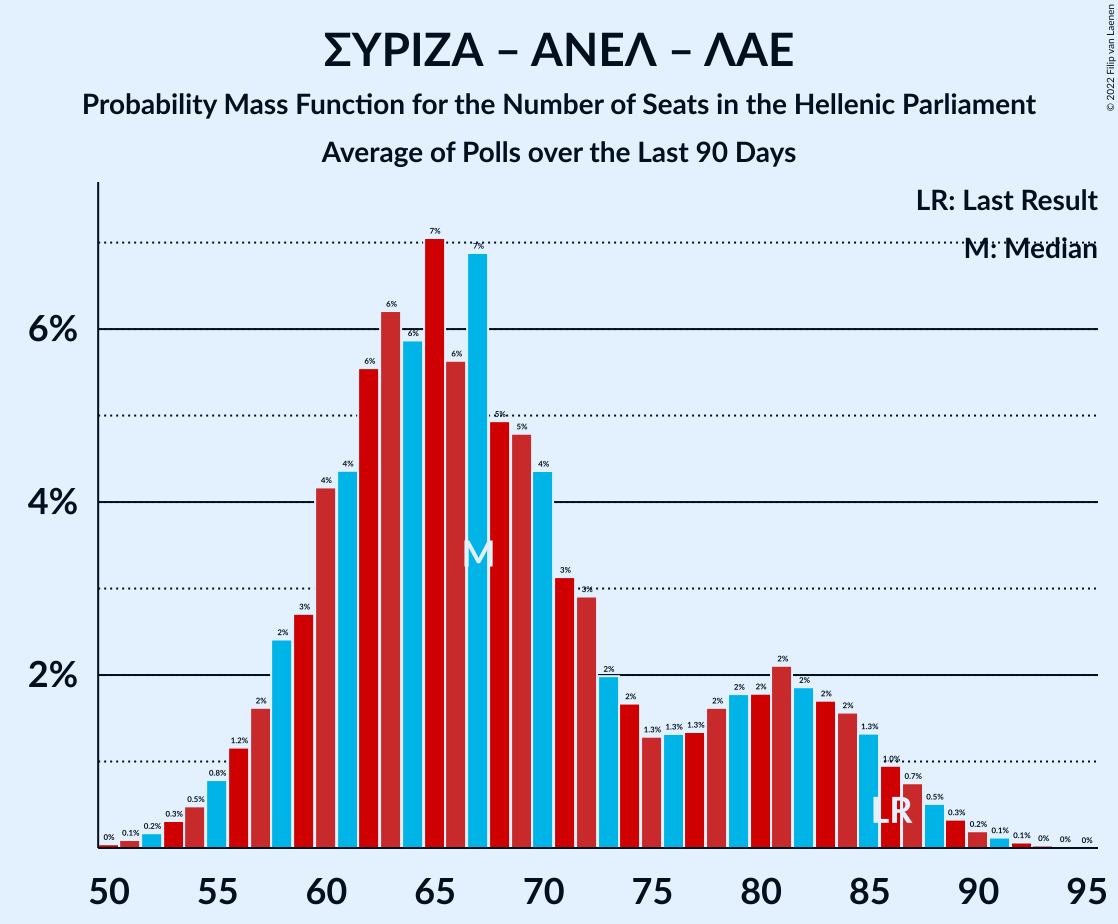 ΣΥΡΙΖΑ – ΑΝΕΛ – ΛΑΕ
Probability Mass Function for the Number of Seats in the Hellenic Parliament
Average of Polls over the Last 90 Days
© 2022 Filip van Laenen
LR: Last Result
M: Median
6%
4%
2%
0% 0.1% 0.2% 0.3% 0.5% 0.8% 1.2% 2% 2% 3% 4% 4% 6% 6% 6% 7% 6% 7% 5% 5% 4% 3% 3% 2% 2% 1.3% 1.3% 1.3% 2% 2% 2% 2% 2% 2% 2% 1.3% 1.0% 0.7% 0.5% 0.3% 0.2% 0.1% 0.1% 0% 0% 0%
M
LR
50 55 60 65 70 75 80 85 90 95